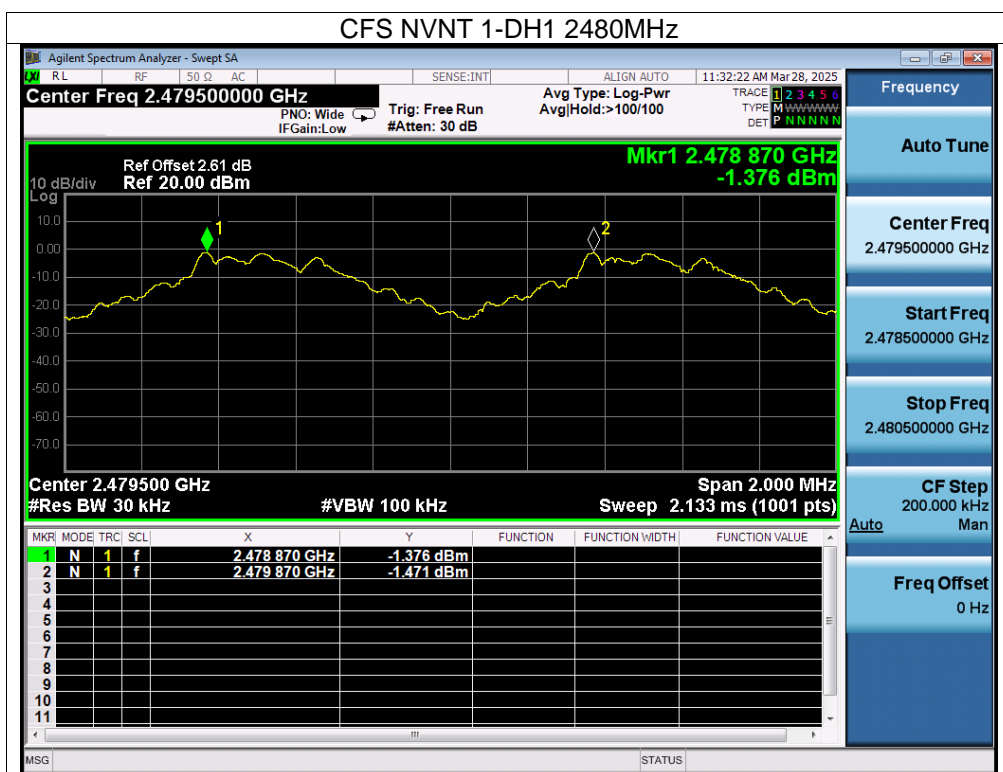 CFS NVNT 1-DH1 2480MHz
Agilent Spectrum Analyzer - Swept SA
LXI RL RF 50 Ω AC SENSE:INT ALIGN AUTO 11:32:22 AM Mar 28, 2025
Center Freq 2.479500000 GHz
PNO: Wide
IFGain:Low
Trig: Free Run
#Atten: 30 dB
Avg Type: Log-Pwr
Avg|Hold:>100/100
TRACE 1 2 3 4 5 6
TYPE M WWWWW
DET P N N N N N
Mkr1 2.478 870 GHz
-1.376 dBm
Ref Offset 2.61 dB
10 dB/div Ref 20.00 dBm
Log
10.0
0.00
-10.0
-20.0
-30.0
-40.0
-50.0
-60.0
-70.0
1
2
Center 2.479500 GHz Span 2.000 MHz
#Res BW 30 kHz #VBW 100 kHz Sweep 2.133 ms (1001 pts)
MKR MODE TRC SCL X Y FUNCTION FUNCTION WIDTH FUNCTION VALUE
1 N 1 f 2.478 870 GHz -1.376 dBm
2 N 1 f 2.479 870 GHz -1.471 dBm
3
4
5
6
7
8
9
10
11
MSG STATUS
Frequency
Auto Tune
Center Freq
2.479500000 GHz
Start Freq
2.478500000 GHz
Stop Freq
2.480500000 GHz
CF Step
200.000 kHz
Auto Man
Freq Offset
0 Hz